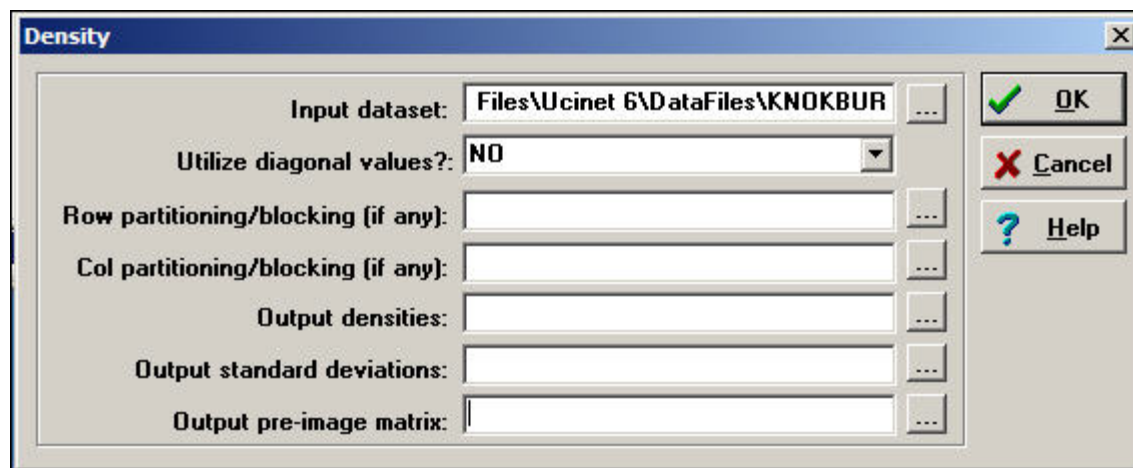 Density
Input dataset: Files\Ucinet 6\DataFiles\KNOKBUR ...
Utilize diagonal values?: NO
Row partitioning/blocking (if any): ...
Col partitioning/blocking (if any): ...
Output densities: ...
Output standard deviations: ...
Output pre-image matrix: ...
OK
Cancel
Help